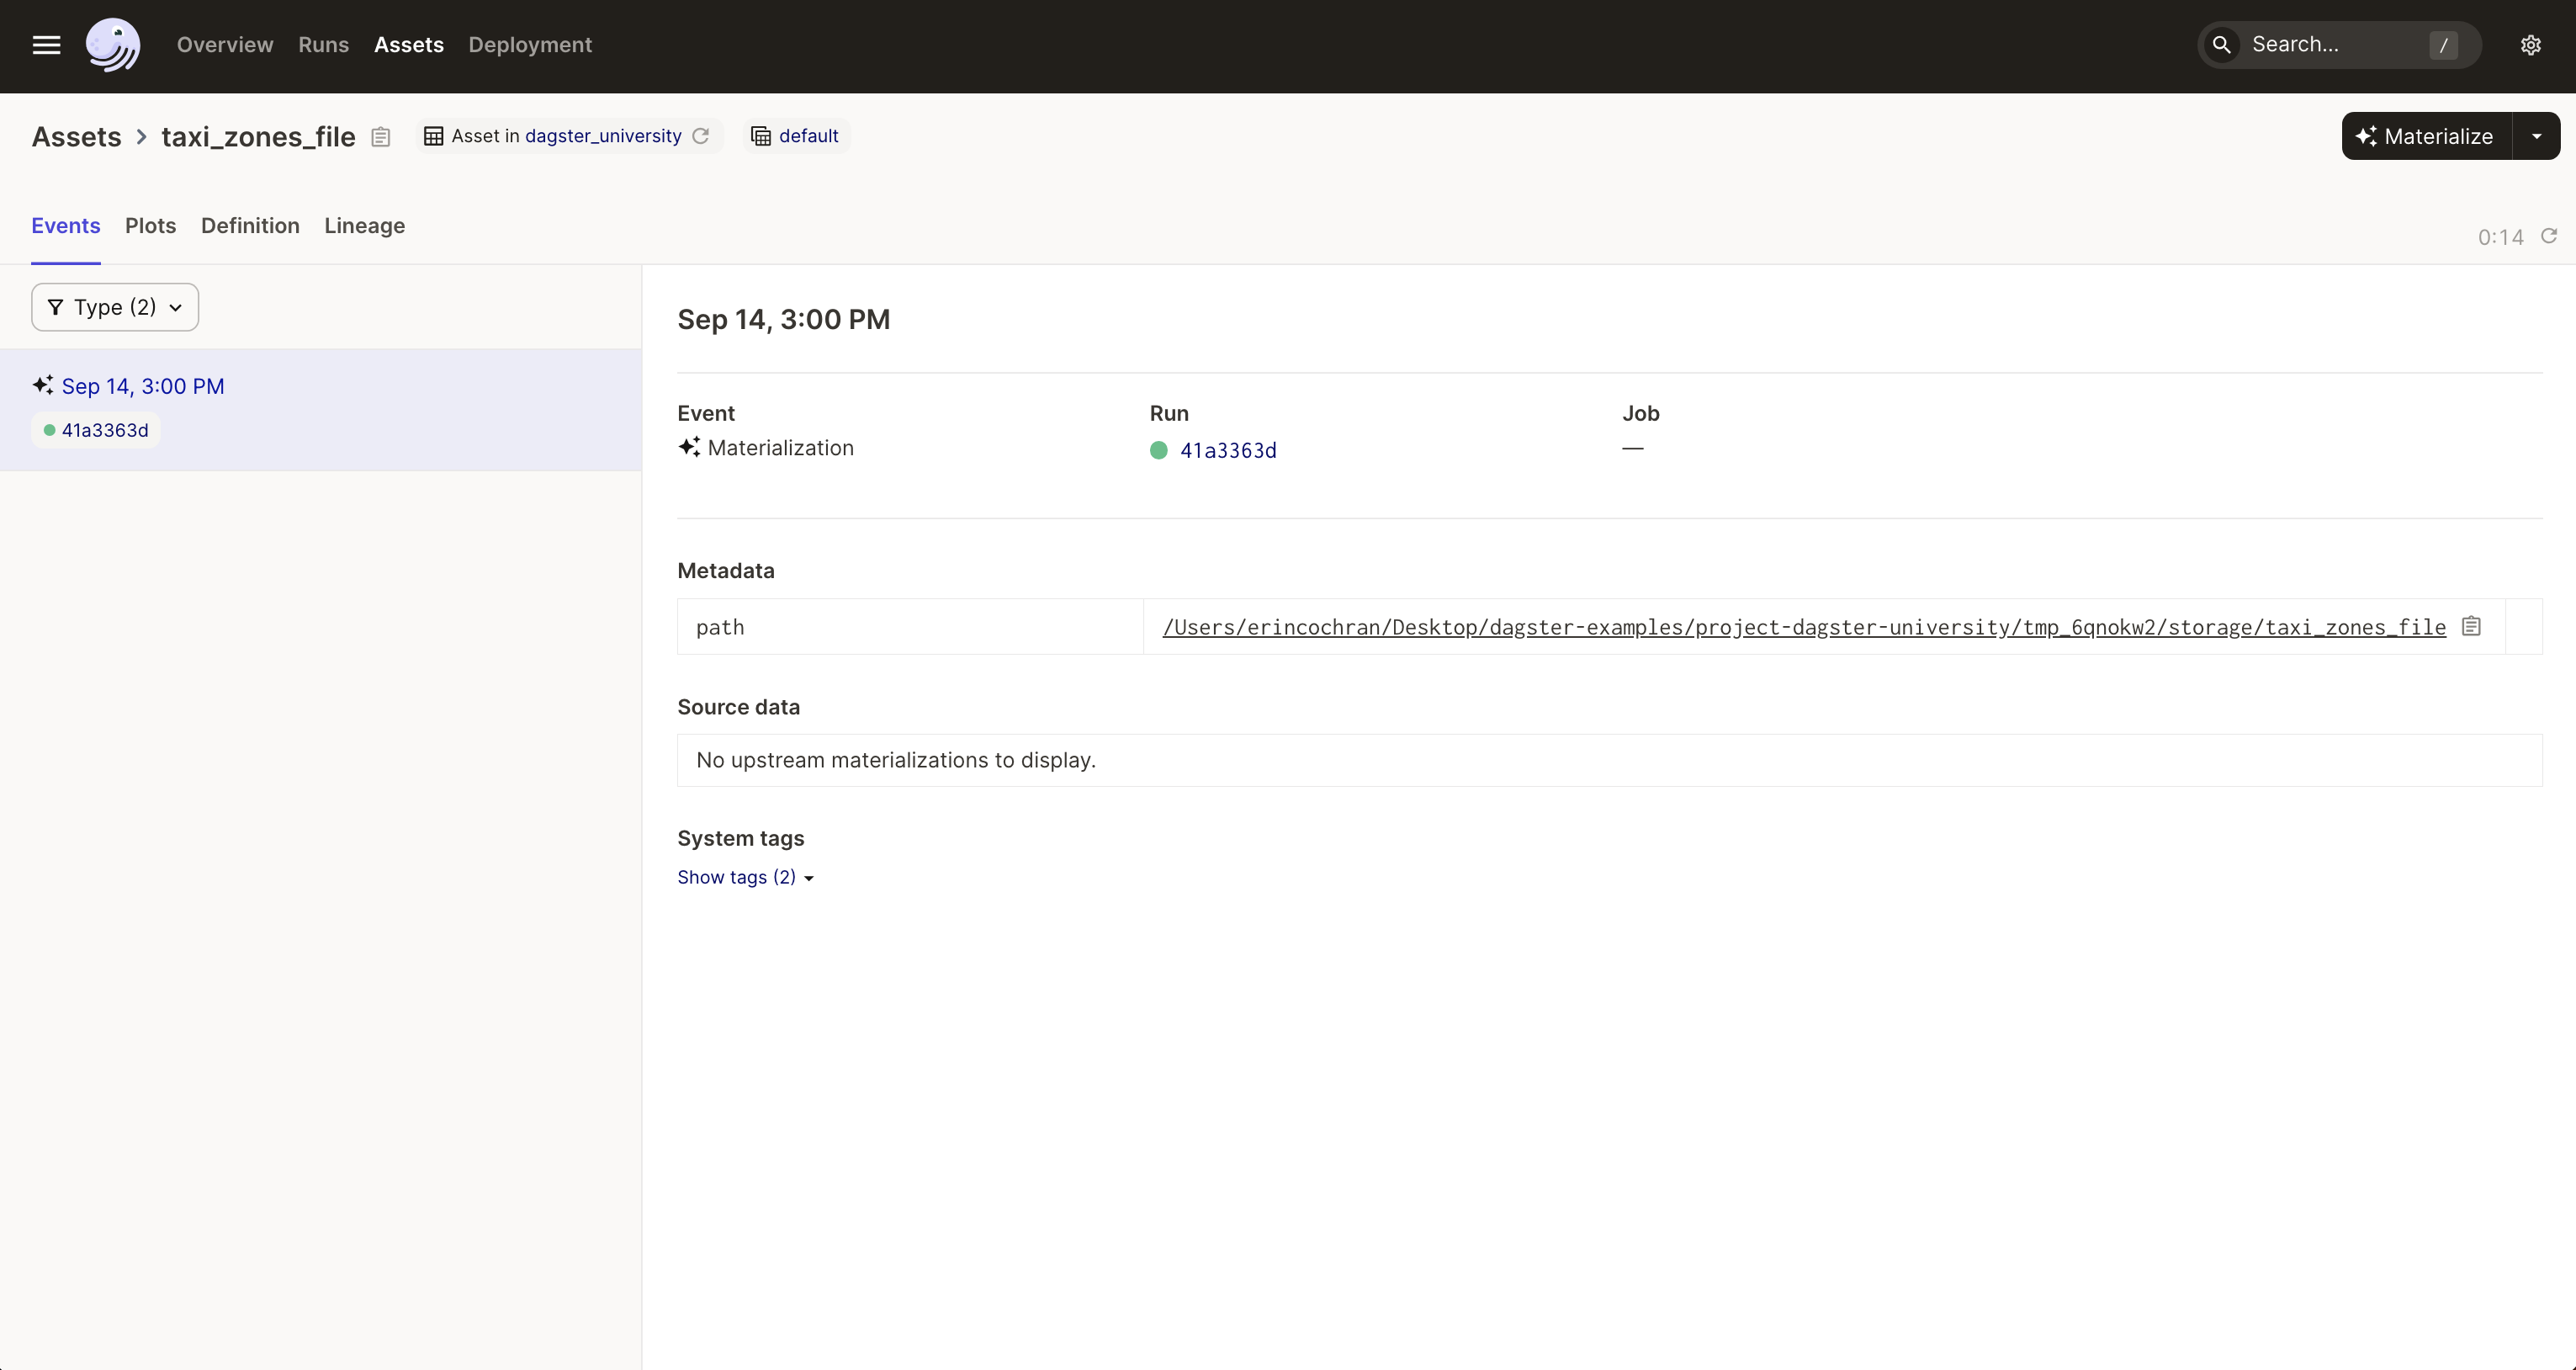 Overview Runs Assets Deployment Search... /
Assets > taxi_zones_file Asset in dagster_university default Materialize
Events Plots Definition Lineage 0:14
Type (2)
Sep 14, 3:00 PM
41a3363d
Sep 14, 3:00 PM
Event Run Job
Materialization 41a3363d —
Metadata
path /Users/erincochran/Desktop/dagster-examples/project-dagster-university/tmp_6qnokw2/storage/taxi_zones_file
Source data
No upstream materializations to display.
System tags
Show tags (2)